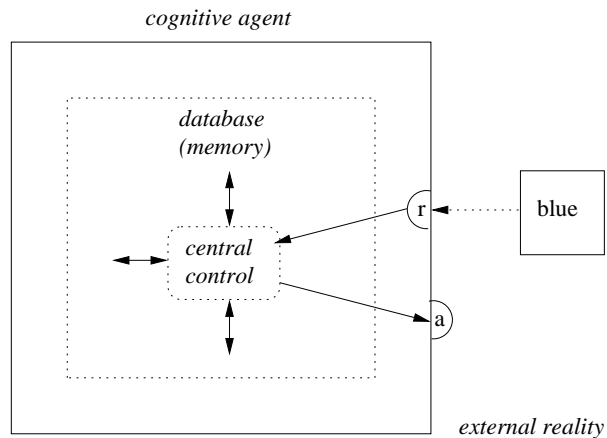 cognitive agent
database
(memory)
r
blue
central
control
a
external reality